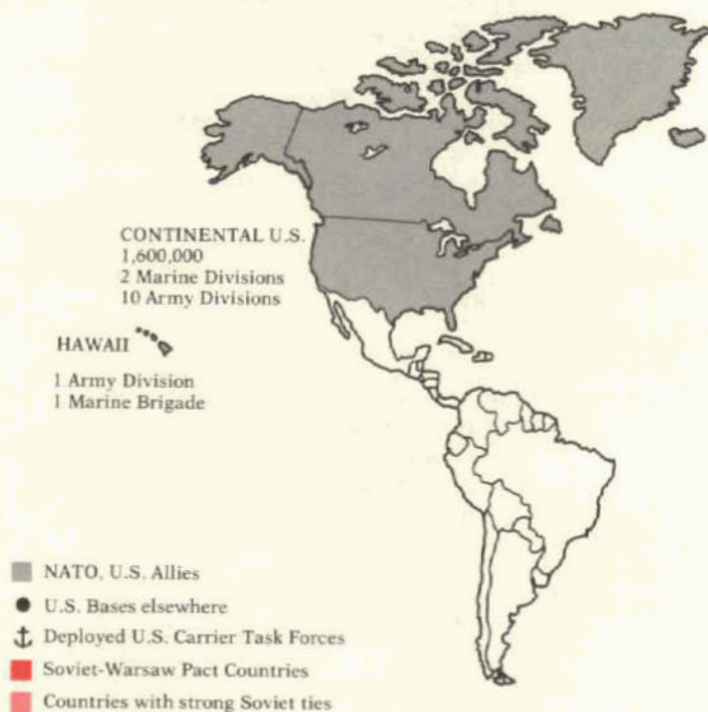 CONTINENTAL U.S.
1,600,000
2 Marine Divisions
10 Army Divisions
HAWAII
1 Army Division
1 Marine Brigade
NATO, U.S. Allies
U.S. Bases elsewhere
Deployed U.S. Carrier Task Forces
Soviet-Warsaw Pact Countries
Countries with strong Soviet ties